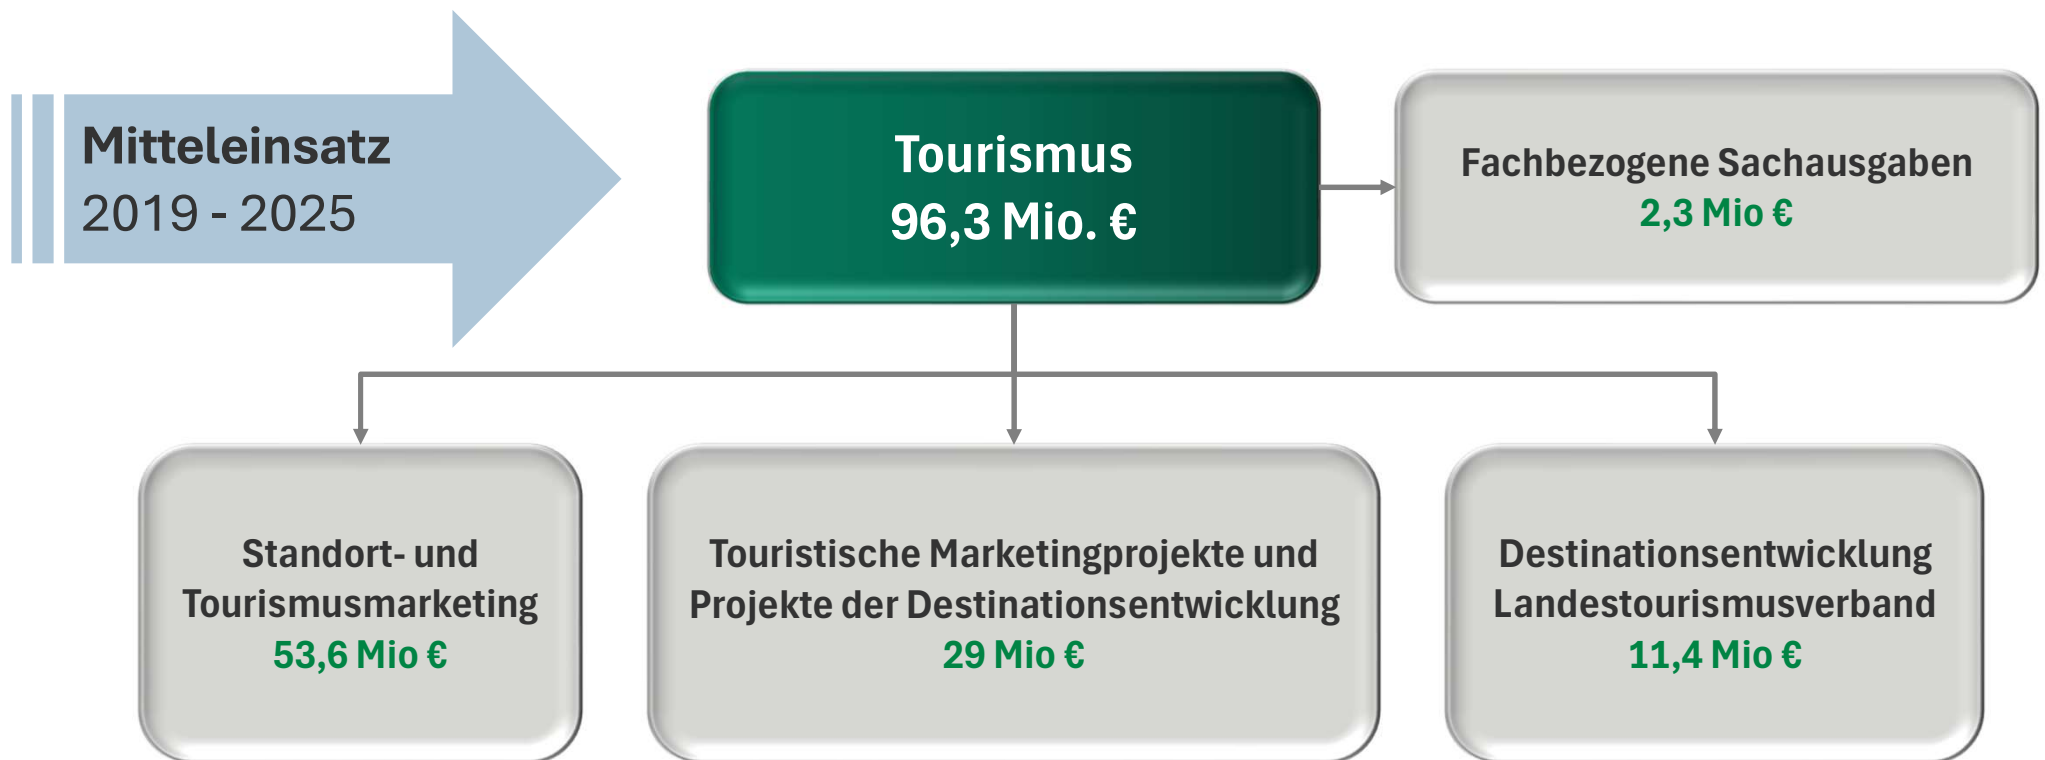 Mitteleinsatz
2019 - 2025
Tourismus
96,3 Mio. €
Fachbezogene Sachausgaben
2,3 Mio €
Standort- und
Tourismusmarketing
53,6 Mio €
Touristische Marketingprojekte und
Projekte der Destinationsentwicklung
29 Mio €
Destinationsentwicklung
Landestourismusverband
11,4 Mio €